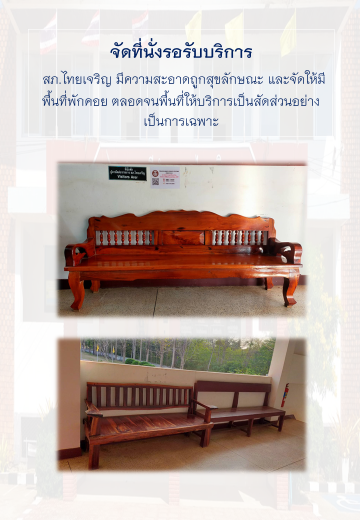 จัดที่นั่งรอรับบริการ
สภ.ไทยเจริญ มีความสะอาดถูกสุขลักษณะ และจัดให้มี
พื้นที่พักคอย ตลอดจนพื้นที่ให้บริการเป็นสัดส่วนอย่าง
เป็นการเฉพาะ